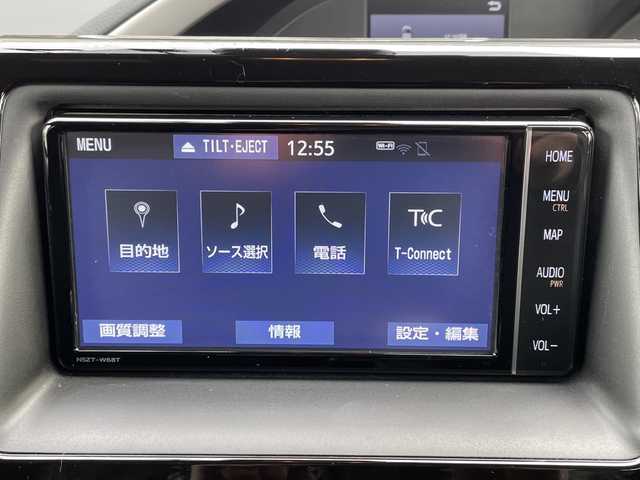 MENU TILT・EJECT 12:55 Wi-Fi
目的地 ソース選択 電話 T-Connect
画質調整 情報 設定・編集
NSZT-W68T
HOME
MENU
CTRL
MAP
AUDIO
PWR
VOL+
VOL−